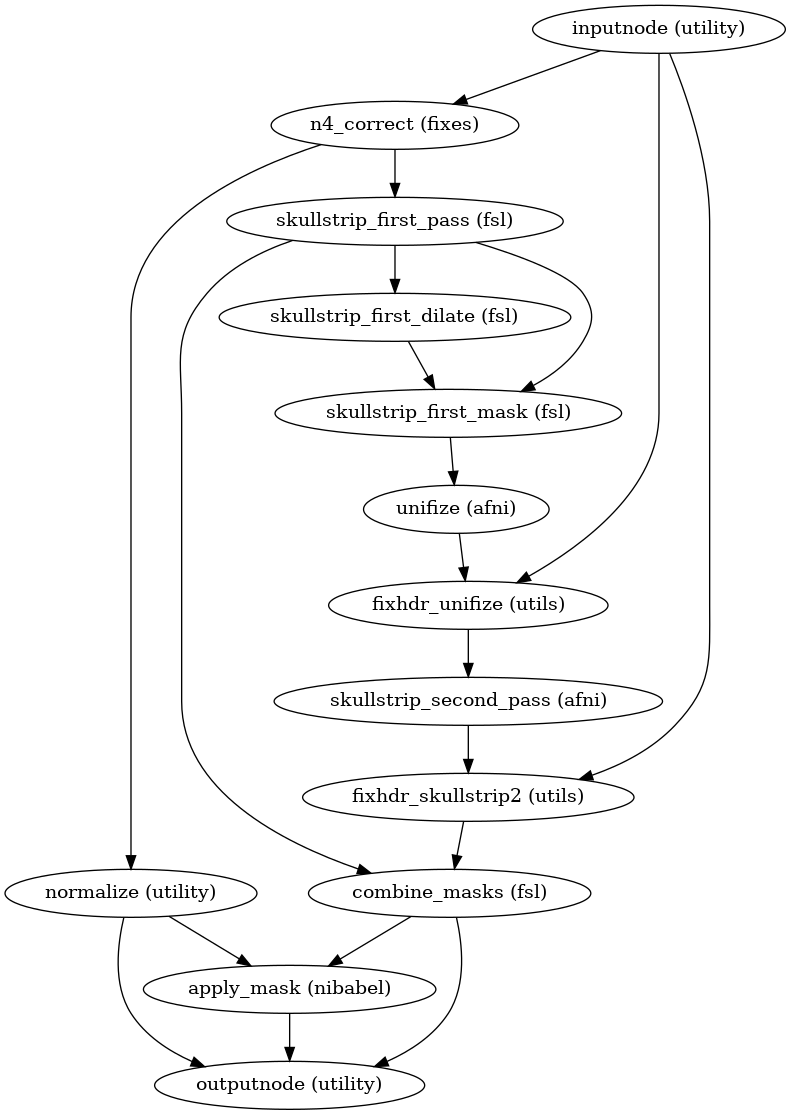 inputnode (utility)
n4_correct (fixes)
skullstrip_first_pass (fsl)
skullstrip_first_dilate (fsl)
skullstrip_first_mask (fsl)
unifize (afni)
fixhdr_unifize (utils)
skullstrip_second_pass (afni)
fixhdr_skullstrip2 (utils)
normalize (utility)
combine_masks (fsl)
apply_mask (nibabel)
outputnode (utility)